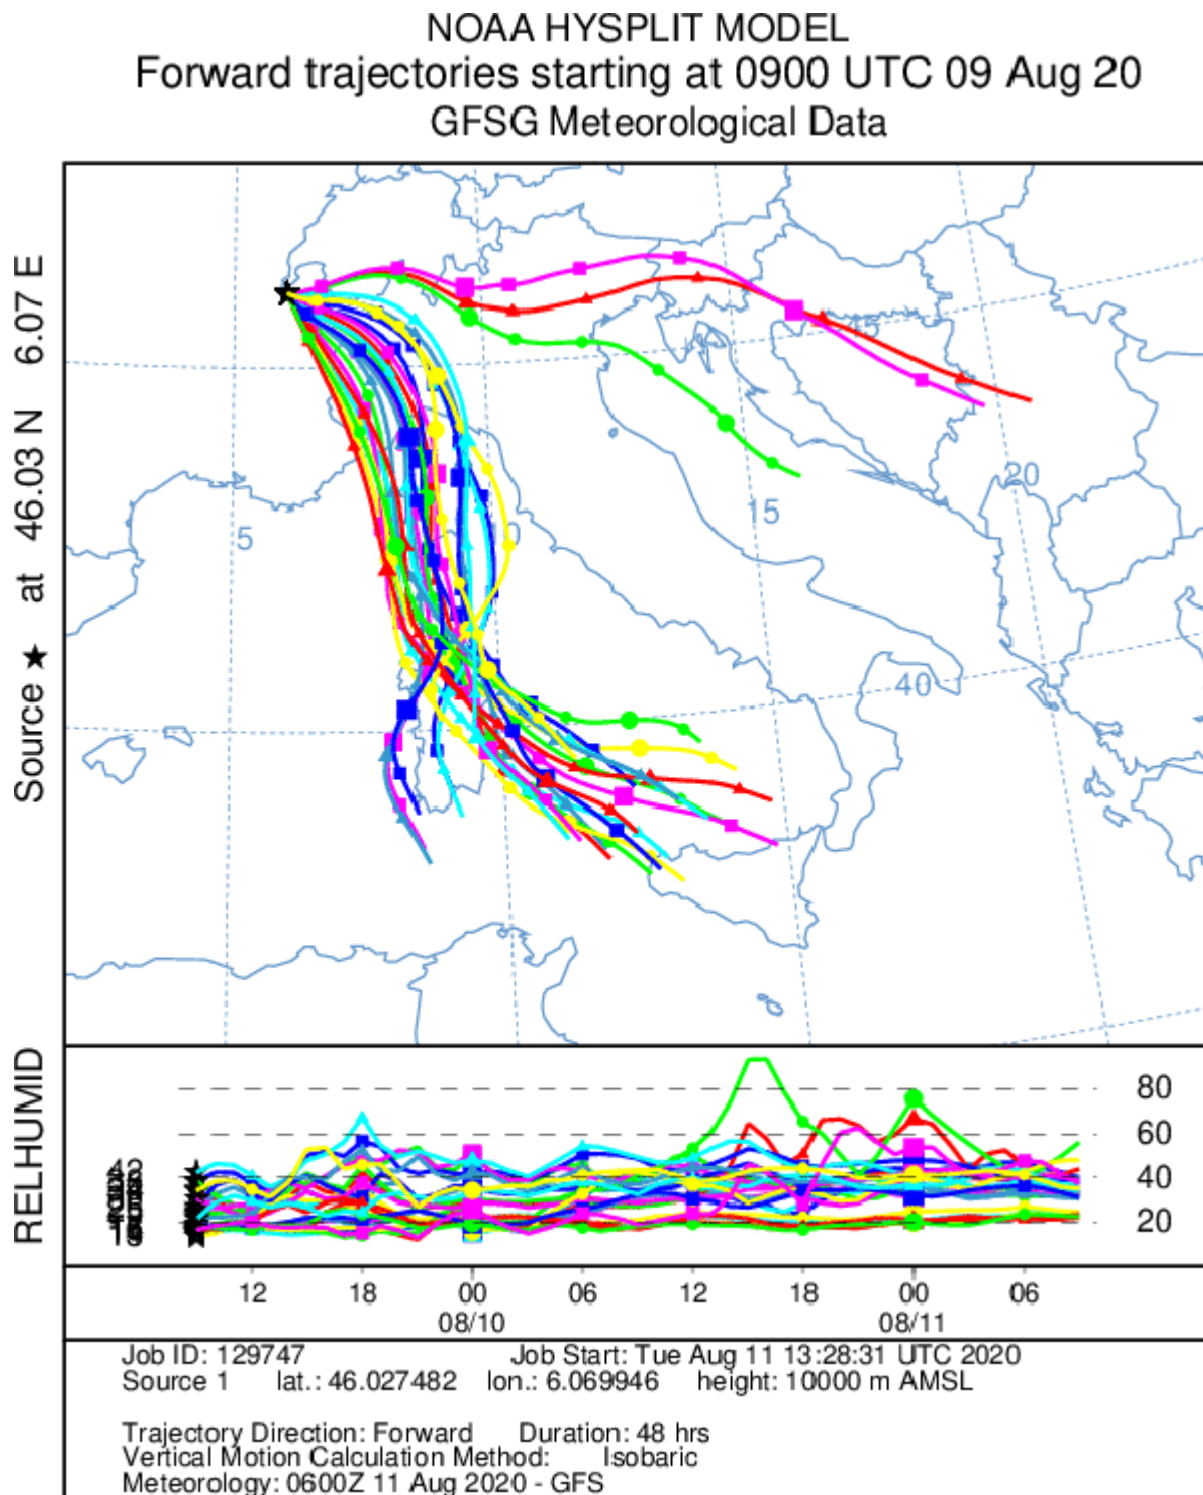 NOAA HYSPLIT MODEL
Forward trajectories starting at 0900 UTC 09 Aug 20
GFSG Meteorological Data
Source ★ at 46.03 N 6.07 E
5
15
20
40
RELHUMID
80
60
40
20
12 18 00 06 12 18 00 06
08/10 08/11
Job ID: 129747 Job Start: Tue Aug 11 13:28:31 UTC 2020
Source 1 lat.: 46.027482 lon.: 6.069946 height: 10000 m AMSL
Trajectory Direction: Forward Duration: 48 hrs
Vertical Motion Calculation Method: Isobaric
Meteorology: 0600Z 11 Aug 2020 - GFS